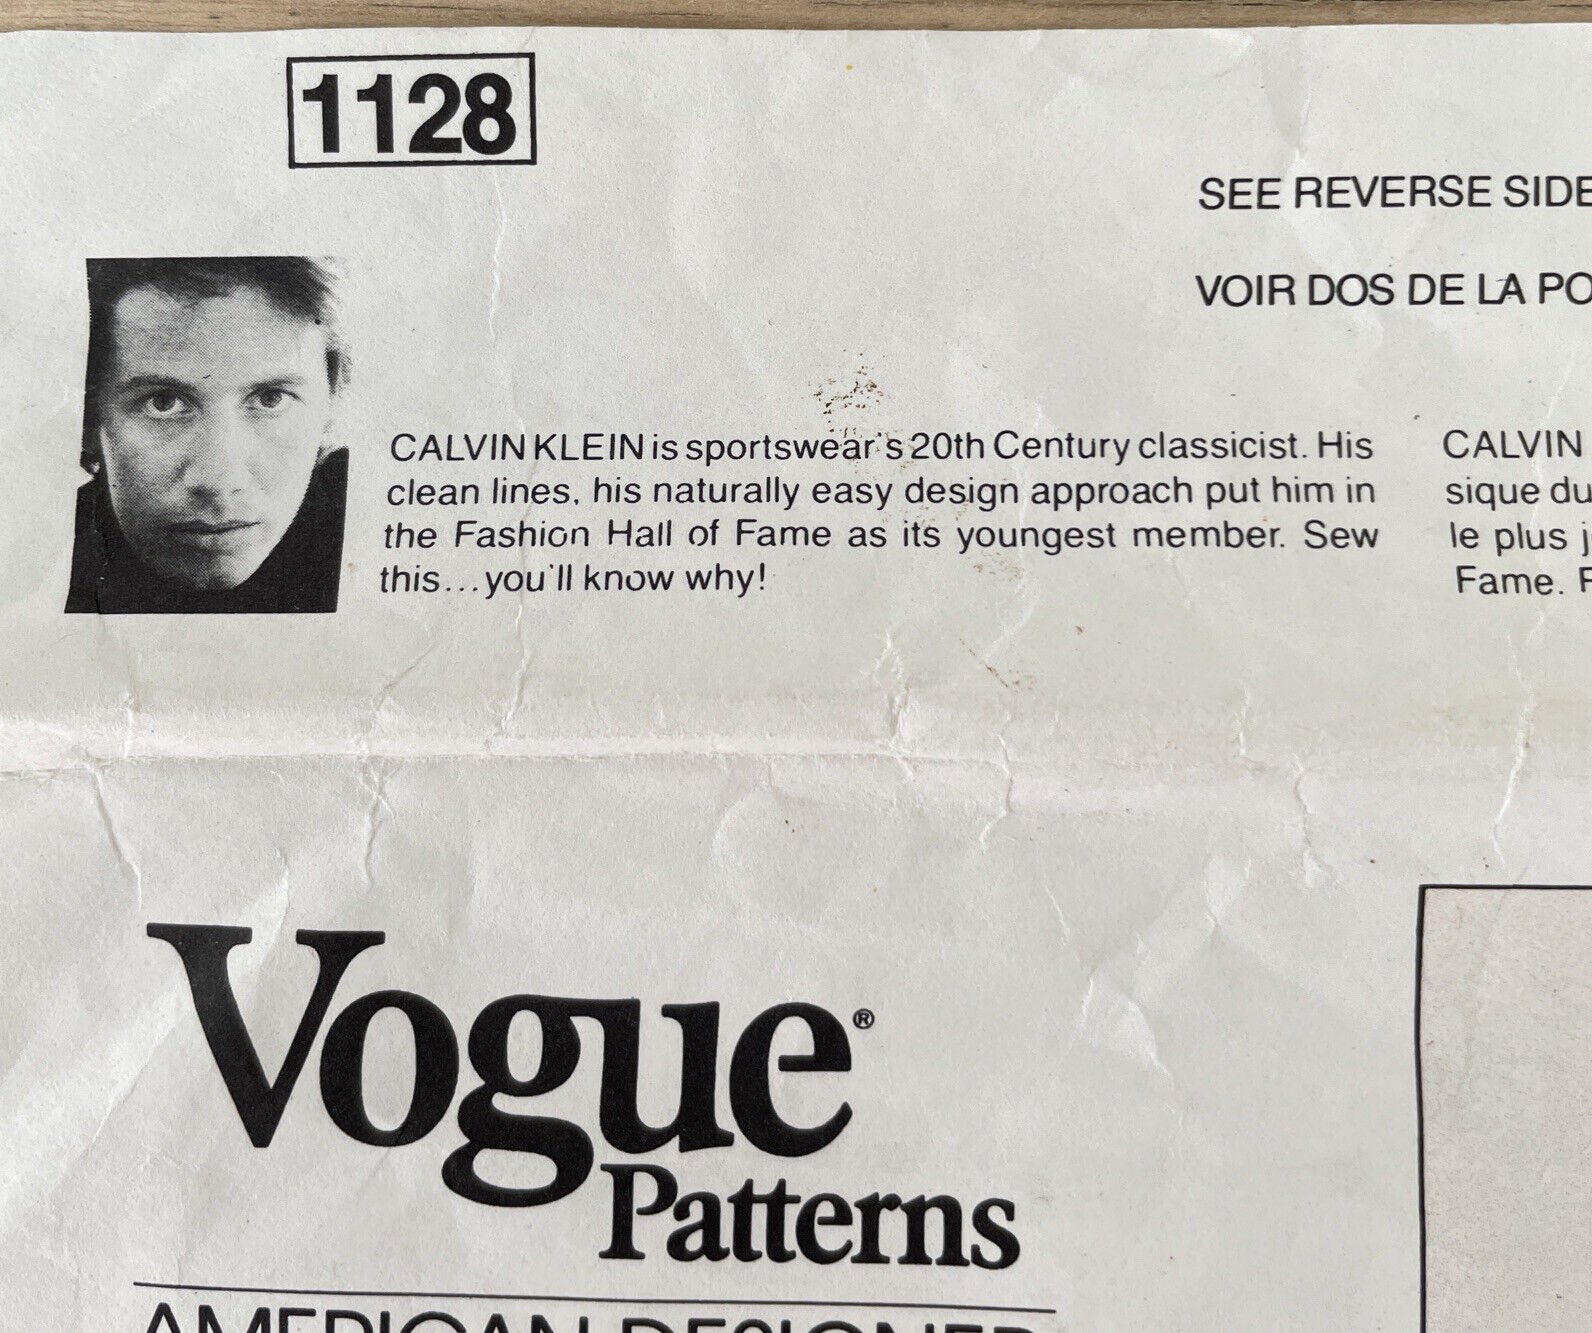 1128
SEE REVERSE SIDE
VOIR DOS DE LA PO
CALVIN KLEIN is sportswear's 20th Century classicist. His
clean lines, his naturally easy design approach put him in
the Fashion Hall of Fame as its youngest member. Sew
this...you'll know why!
CALVIN
sique du
le plus j
Fame. F
Vogue®
Patterns
AMERICAN DESIGNER